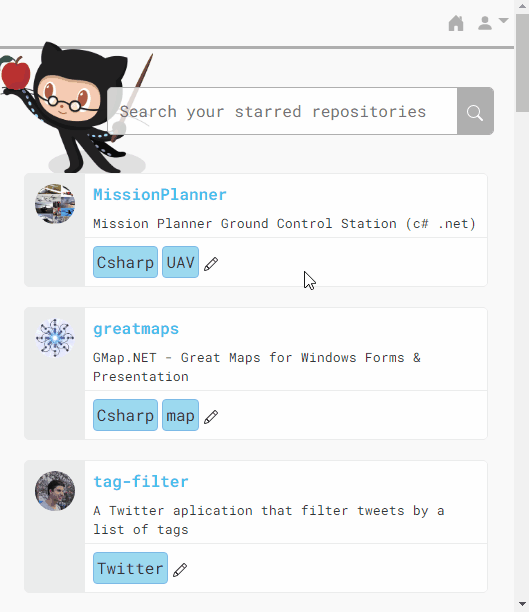 Search your starred repositories
MissionPlanner
Mission Planner Ground Control Station (c# .net)
Csharp UAV
greatmaps
GMap.NET - Great Maps for Windows Forms &
Presentation
Csharp map
tag-filter
A Twitter aplication that filter tweets by a
list of tags
Twitter